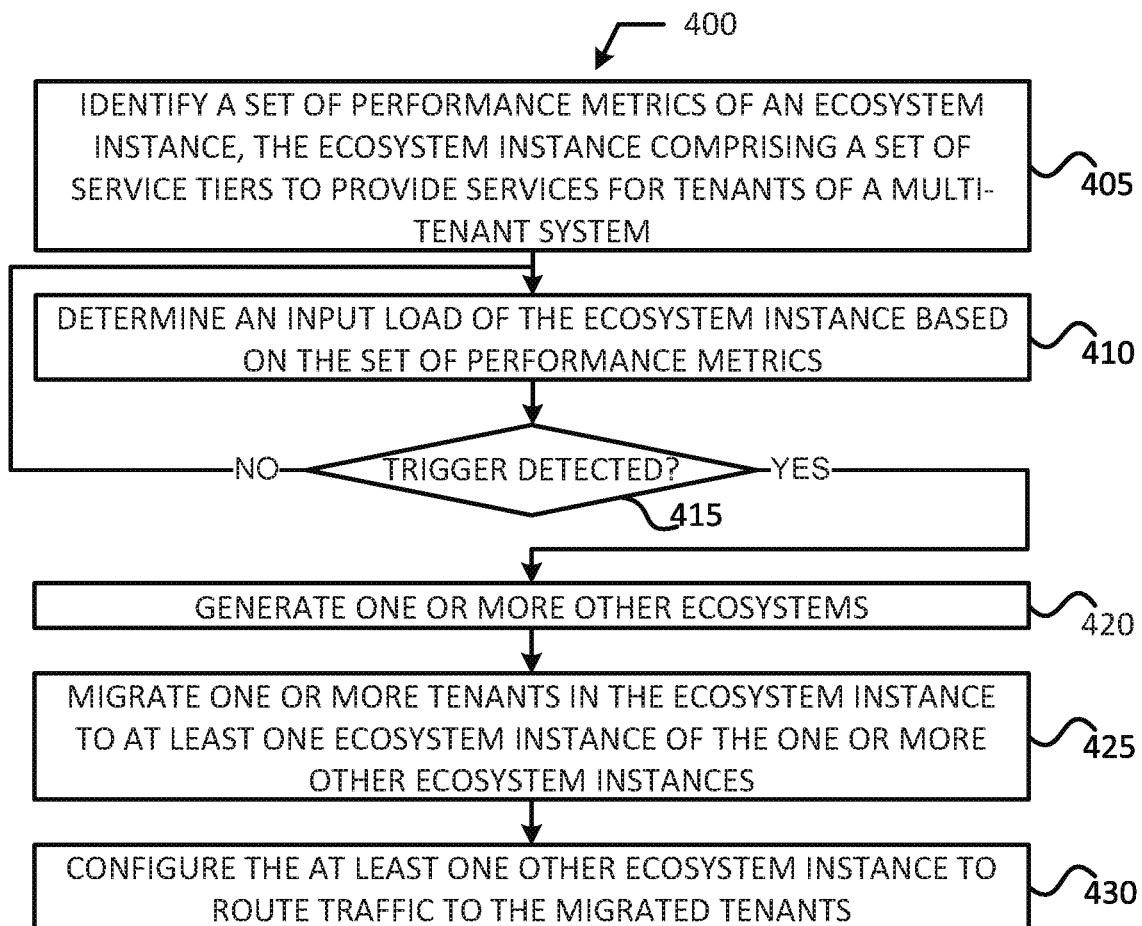 400
IDENTIFY A SET OF PERFORMANCE METRICS OF AN ECOSYSTEM
INSTANCE, THE ECOSYSTEM INSTANCE COMPRISING A SET OF
SERVICE TIERS TO PROVIDE SERVICES FOR TENANTS OF A MULTI-
TENANT SYSTEM
405
DETERMINE AN INPUT LOAD OF THE ECOSYSTEM INSTANCE BASED
ON THE SET OF PERFORMANCE METRICS
410
NO
TRIGGER DETECTED?
YES
415
GENERATE ONE OR MORE OTHER ECOSYSTEMS
420
MIGRATE ONE OR MORE TENANTS IN THE ECOSYSTEM INSTANCE
TO AT LEAST ONE ECOSYSTEM INSTANCE OF THE ONE OR MORE
OTHER ECOSYSTEM INSTANCES
425
CONFIGURE THE AT LEAST ONE OTHER ECOSYSTEM INSTANCE TO
ROUTE TRAFFIC TO THE MIGRATED TENANTS
430